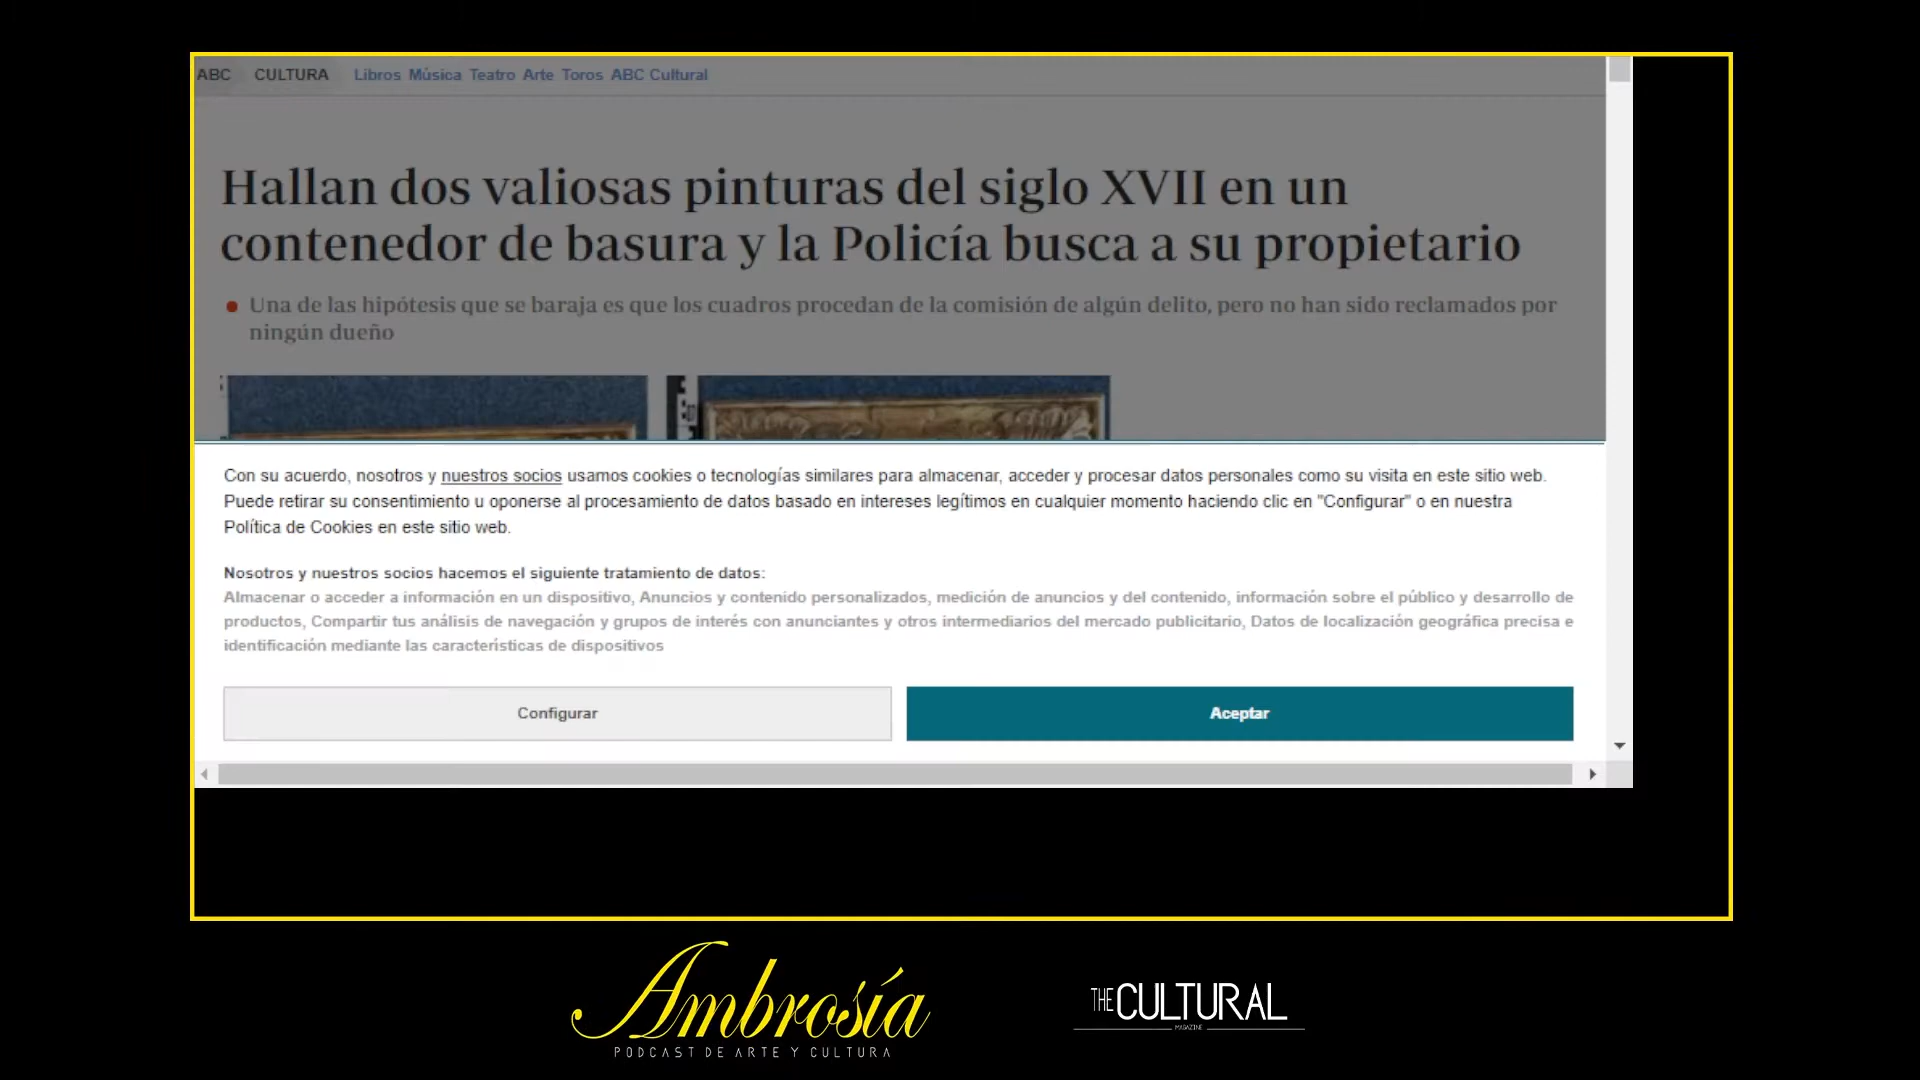 ABC CULTURA Libros Música Teatro Arte Toros ABC Cultural
Hallan dos valiosas pinturas del siglo XVII en un
contenedor de basura y la Policía busca a su propietario
Una de las hipótesis que se baraja es que los cuadros procedan de la comisión de algún delito, pero no han sido reclamados por
ningún dueño
Con su acuerdo, nosotros y nuestros socios usamos cookies o tecnologías similares para almacenar, acceder y procesar datos personales como su visita en este sitio web.
Puede retirar su consentimiento u oponerse al procesamiento de datos basado en intereses legítimos en cualquier momento haciendo clic en "Configurar" o en nuestra
Política de Cookies en este sitio web.
Nosotros y nuestros socios hacemos el siguiente tratamiento de datos:
Almacenar o acceder a información en un dispositivo, Anuncios y contenido personalizados, medición de anuncios y del contenido, información sobre el público y desarrollo de
productos, Compartir tus análisis de navegación y grupos de interés con anunciantes y otros intermediarios del mercado publicitario, Datos de localización geográfica precisa e
identificación mediante las características de dispositivos
Configurar
Aceptar
Ambrosía
PODCAST DE ARTE Y CULTURA
THE CULTURAL
MAGAZINE